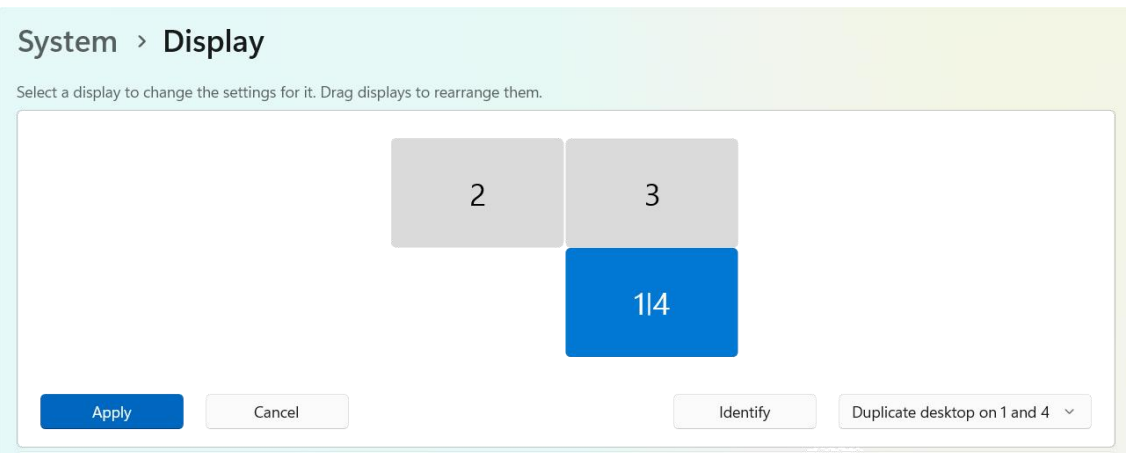 System > Display
Select a display to change the settings for it. Drag displays to rearrange them.
2 3
1|4
Apply Cancel Identify Duplicate desktop on 1 and 4